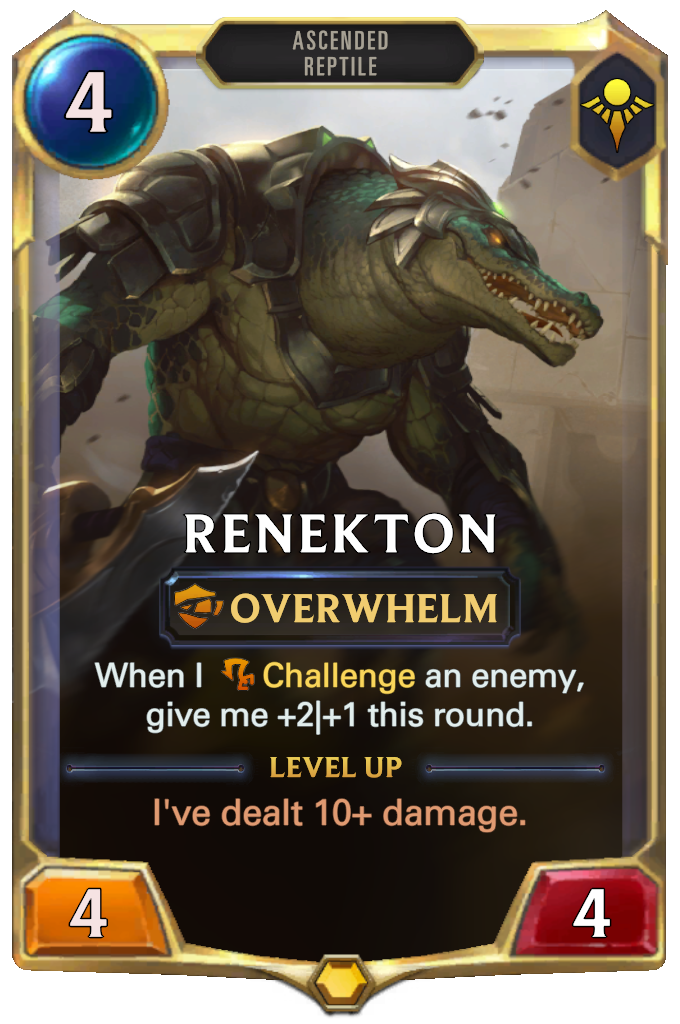 ASCENDED
REPTILE
4
RENEKTON
OVERWHELM
When I Challenge an enemy,
give me +2|+1 this round.
LEVEL UP
I've dealt 10+ damage.
4
4